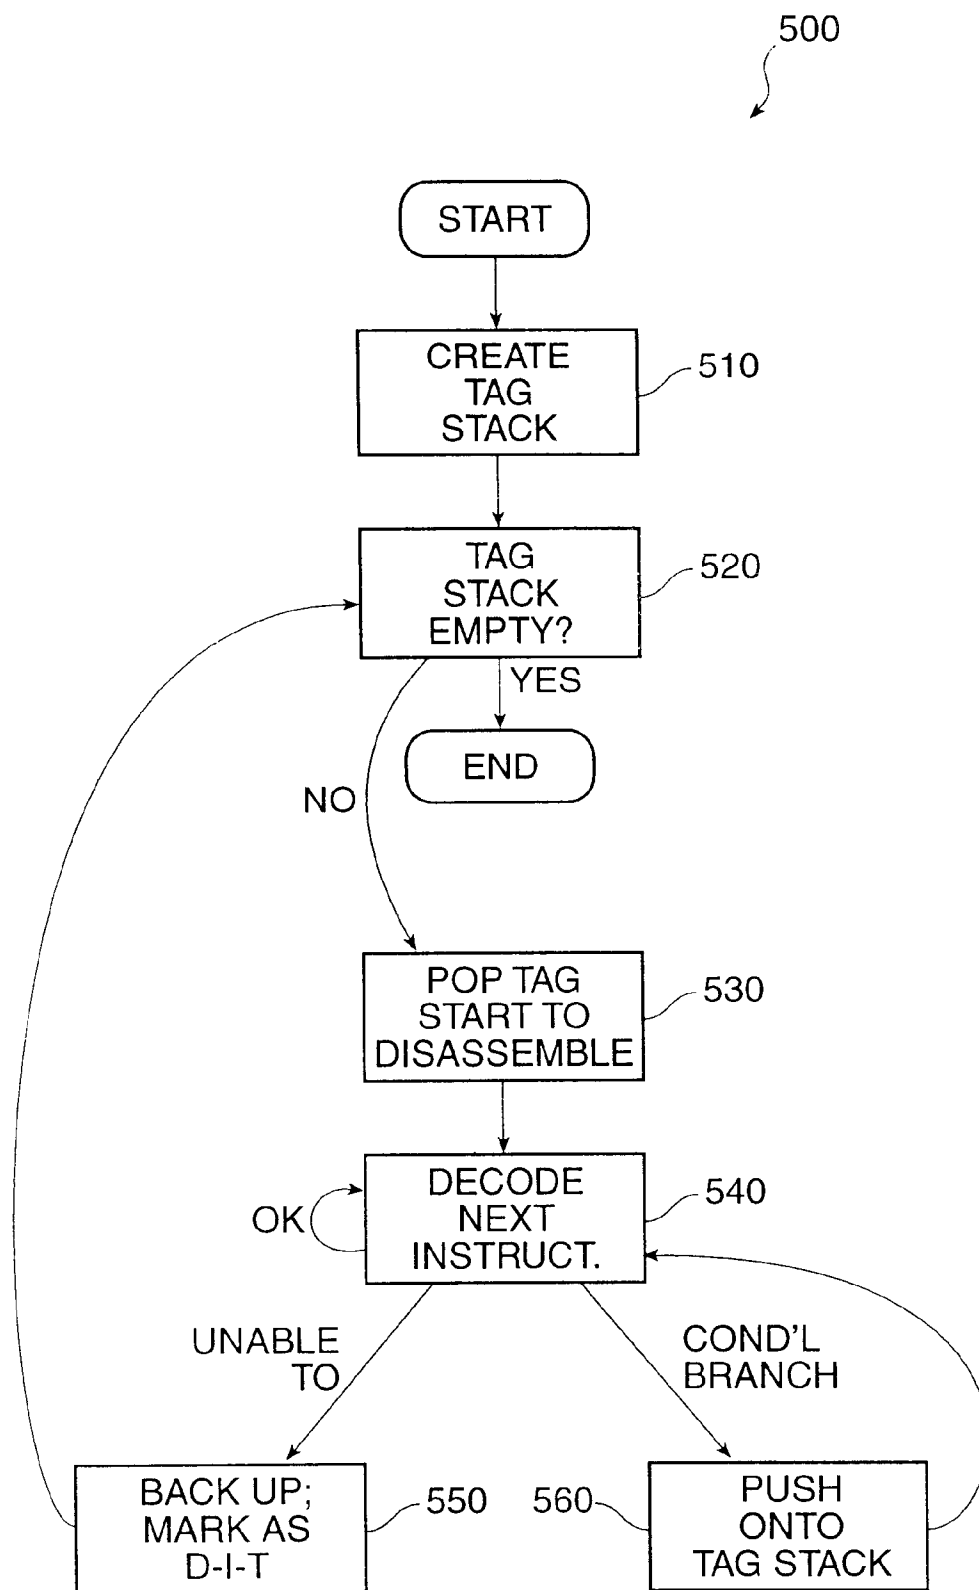 500
START
CREATE
TAG
STACK
510
TAG
STACK
EMPTY?
520
YES
END
NO
POP TAG
START TO
DISASSEMBLE
530
DECODE
NEXT
INSTRUCT.
540
OK
UNABLE
TO
COND'L
BRANCH
BACK UP;
MARK AS
D-I-T
550
560
PUSH
ONTO
TAG STACK